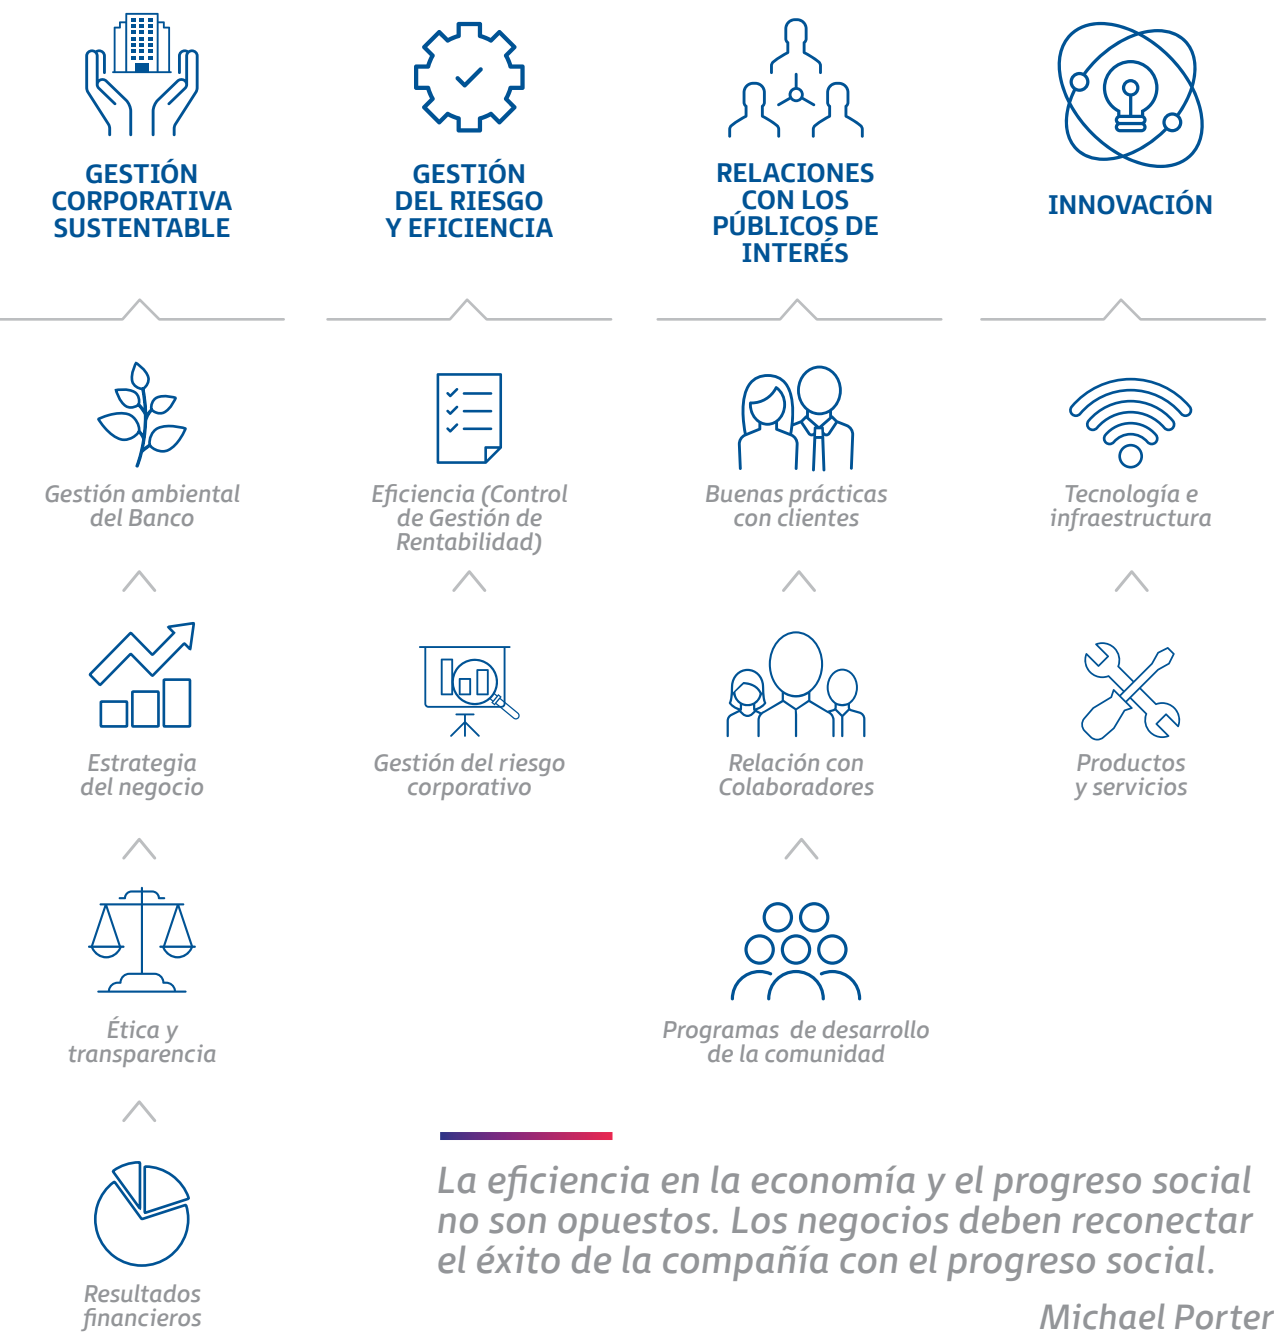 GESTIÓN
CORPORATIVA
SUSTENTABLE
GESTIÓN
DEL RIESGO
Y EFICIENCIA
RELACIONES
CON LOS
PÚBLICOS DE
INTERÉS
INNOVACIÓN
Gestión ambiental
del Banco
Eficiencia (Control
de Gestión de
Rentabilidad)
Buenas prácticas
con clientes
Tecnología e
infraestructura
Estrategia
del negocio
Gestión del riesgo
corporativo
Relación con
Colaboradores
Productos
y servicios
Ética y
transparencia
Programas de desarrollo
de la comunidad
Resultados
financieros
La eficiencia en la economía y el progreso social
no son opuestos. Los negocios deben reconectar
el éxito de la compañía con el progreso social.
Michael Porter